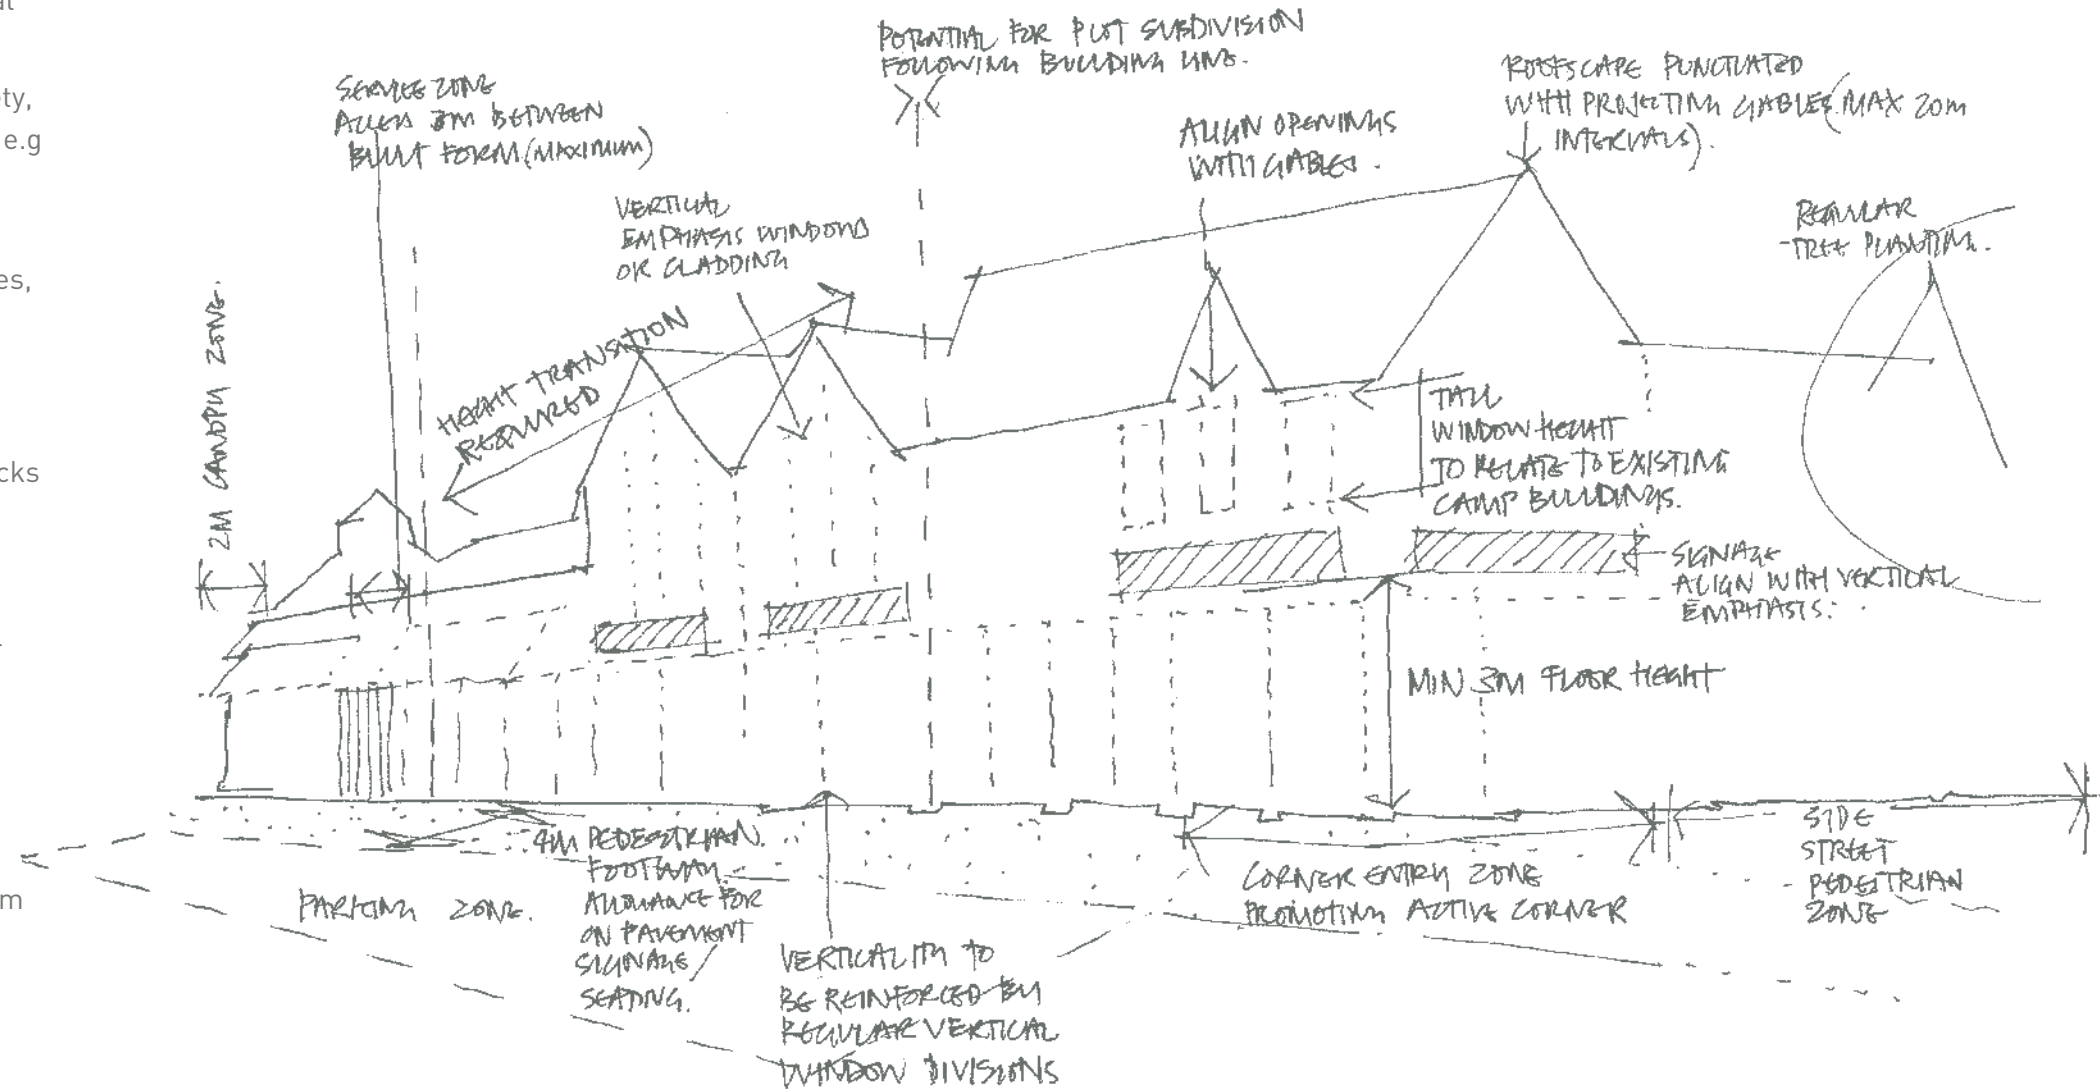 ety,
e.g
es,
cks
m
POTENTIAL FOR PLOT SUBDIVISION
FOLLOWING BUILDING LINE.
SERVICE ZONE
ACCESS 3M BETWEEN
BUILT FORM (MAXIMUM)
ROOFSCAPE PUNCTUATED
WITH PROJECTING GABLES (MAX 20m
INTERVALS).
ALIGN OPENINGS
WITH GABLES.
VERTICAL
EMPHASIS WINDOWS
OR CLADDING
REGULAR
TREE PLANTING.
2M CANOPY ZONE.
HEIGHT TRANSITION
REQUIRED
TALL
WINDOW HEIGHT
TO RELATE TO EXISTING
CAMP BUILDINGS.
SIGNAGE
ALIGN WITH VERTICAL
EMPHASIS.
MIN 3M FLOOR HEIGHT
4M PEDESTRIAN.
FOOTWAY
ALLOWANCE FOR
ON PAVEMENT
SIGNAGE /
SEATING.
PARKING ZONE.
VERTICALITY TO
BE REINFORCED BY
REGULAR VERTICAL
WINDOW DIVISIONS
CORNER ENTRY ZONE
PROMOTING ACTIVE CORNER
SIDE
STREET
PEDESTRIAN
ZONE